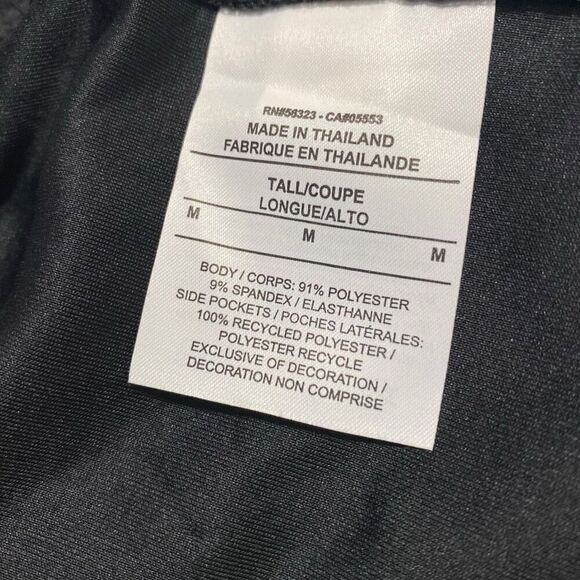 RN#56323 - CA#05553
MADE IN THAILAND
FABRIQUE EN THAILANDE
TALL/COUPE
LONGUE/ALTO
M M M
BODY / CORPS: 91% POLYESTER
9% SPANDEX / ELASTHANNE
SIDE POCKETS / POCHES LATÉRALES:
100% RECYCLED POLYESTER /
POLYESTER RECYCLE
EXCLUSIVE OF DECORATION /
DECORATION NON COMPRISE